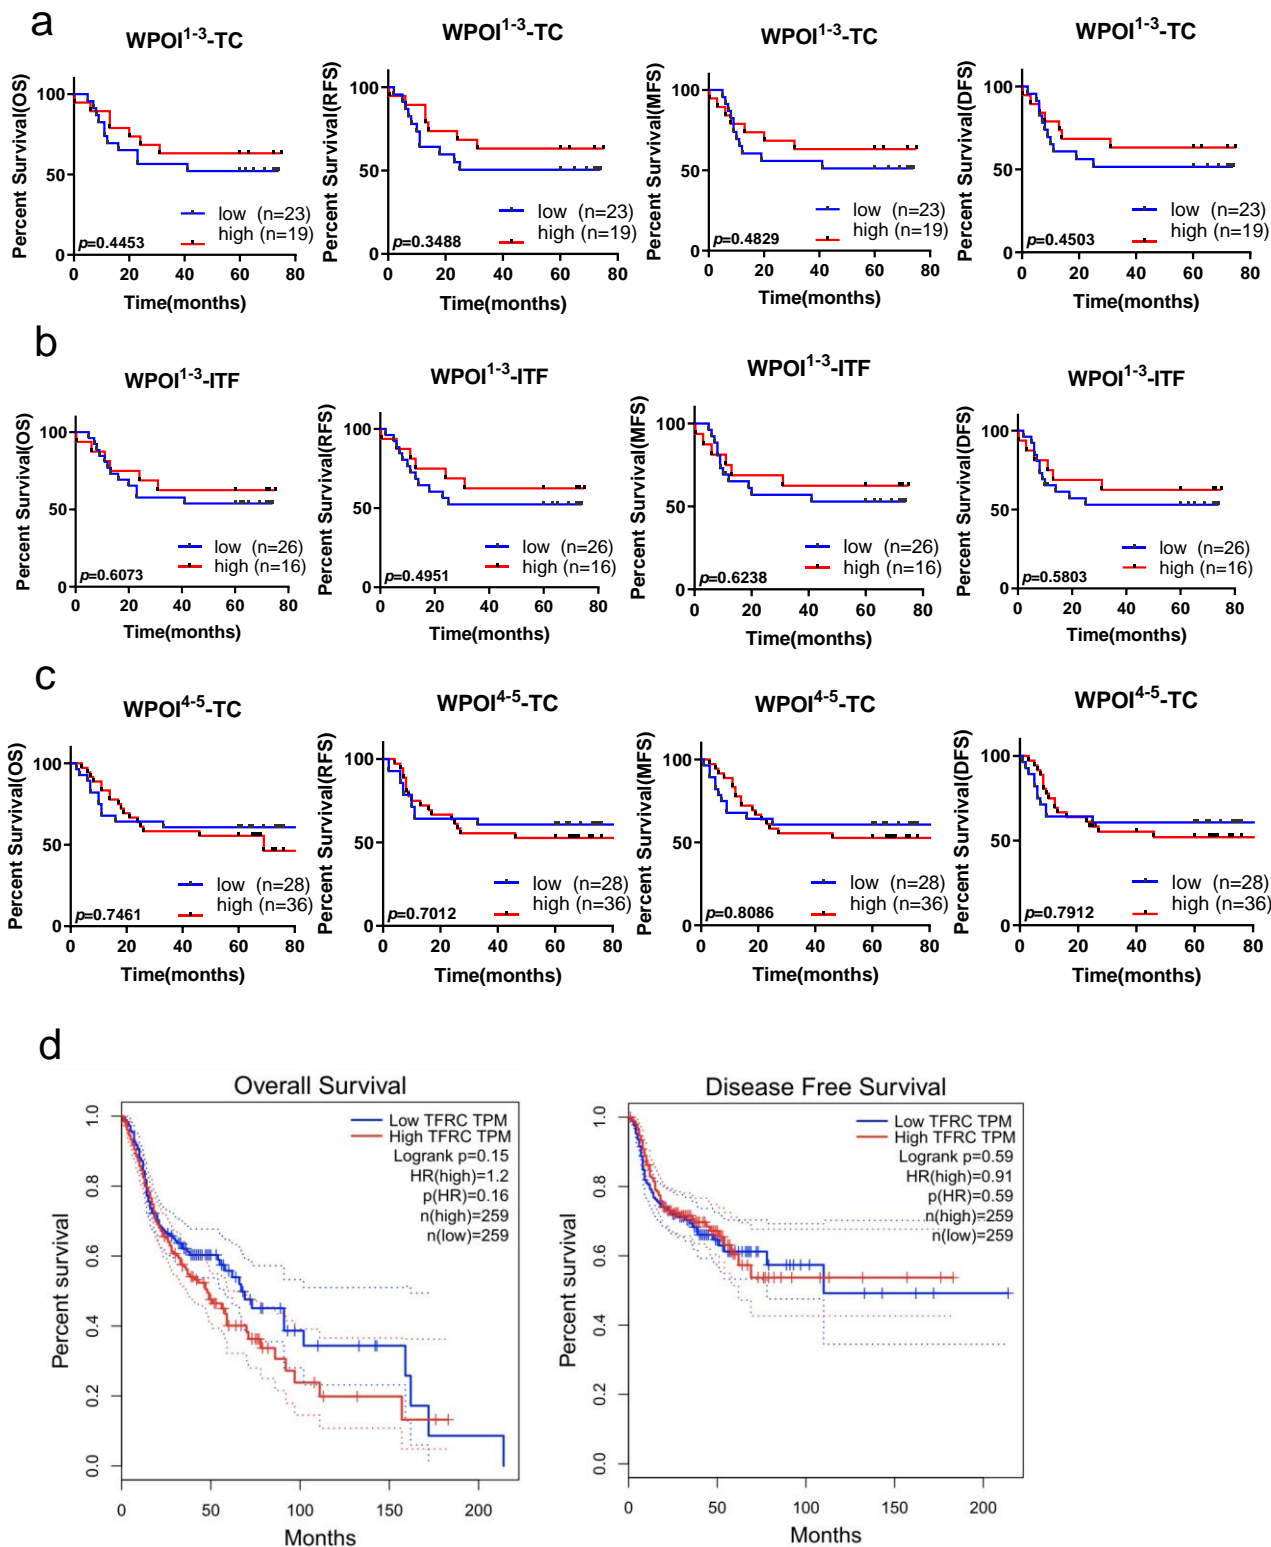 a
WPOI1-3-TC
Percent Survival(OS)
100
50
0
low (n=23)
high (n=19)
p=0.4453
0 20 40 60 80
Time(months)
WPOI1-3-TC
Percent Survival(RFS)
100
50
0
low (n=23)
high (n=19)
p=0.3488
0 20 40 60 80
Time(months)
WPOI1-3-TC
Percent Survival(MFS)
100
50
0
low (n=23)
high (n=19)
p=0.4829
0 20 40 60 80
Time(months)
WPOI1-3-TC
Percent Survival(DFS)
100
50
0
low (n=23)
high (n=19)
p=0.4503
0 20 40 60 80
Time(months)
b
WPOI1-3-ITF
Percent Survival(OS)
100
50
0
low (n=26)
high (n=16)
p=0.6073
0 20 40 60 80
Time(months)
WPOI1-3-ITF
Percent Survival(RFS)
100
50
0
low (n=26)
high (n=16)
p=0.4951
0 20 40 60 80
Time(months)
WPOI1-3-ITF
Percent Survival(MFS)
100
50
0
low (n=26)
high (n=16)
p=0.6238
0 20 40 60 80
Time(months)
WPOI1-3-ITF
Percent Survival(DFS)
100
50
0
low (n=26)
high (n=16)
p=0.5803
0 20 40 60 80
Time(months)
c
WPOI4-5-TC
Percent Survival(OS)
100
50
0
low (n=28)
high (n=36)
p=0.7461
0 20 40 60 80
Time(months)
WPOI4-5-TC
Percent Survival(RFS)
100
50
0
low (n=28)
high (n=36)
p=0.7012
0 20 40 60 80
Time(months)
WPOI4-5-TC
Percent Survival(MFS)
100
50
0
low (n=28)
high (n=36)
p=0.8086
0 20 40 60 80
Time(months)
WPOI4-5-TC
Percent Survival(DFS)
100
50
0
low (n=28)
high (n=36)
p=0.7912
0 20 40 60 80
Time(months)
d
Overall Survival
Percent survival
1.0
0.8
0.6
0.4
0.2
0.0
Low TFRC TPM
High TFRC TPM
Logrank p=0.15
HR(high)=1.2
p(HR)=0.16
n(high)=259
n(low)=259
0 50 100 150 200
Months
Disease Free Survival
Percent survival
1.0
0.8
0.6
0.4
0.2
0.0
Low TFRC TPM
High TFRC TPM
Logrank p=0.59
HR(high)=0.91
p(HR)=0.59
n(high)=259
n(low)=259
0 50 100 150 200
Months